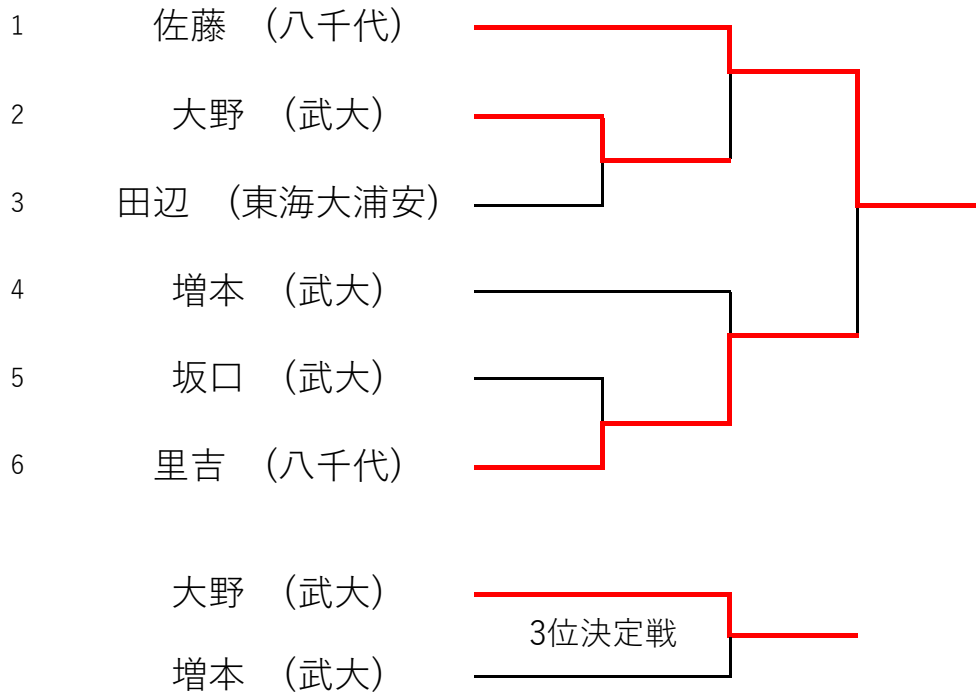 1 佐藤 (八千代)
2 大野 (武大)
3 田辺 (東海大浦安)
4 増本 (武大)
5 坂口 (武大)
6 里吉 (八千代)
大野 (武大)
3位決定戦
増本 (武大)